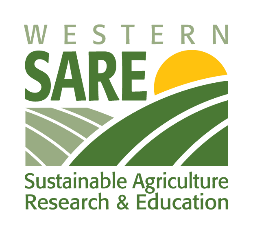 WESTERN
SARE
Sustainable Agriculture
Research & Education